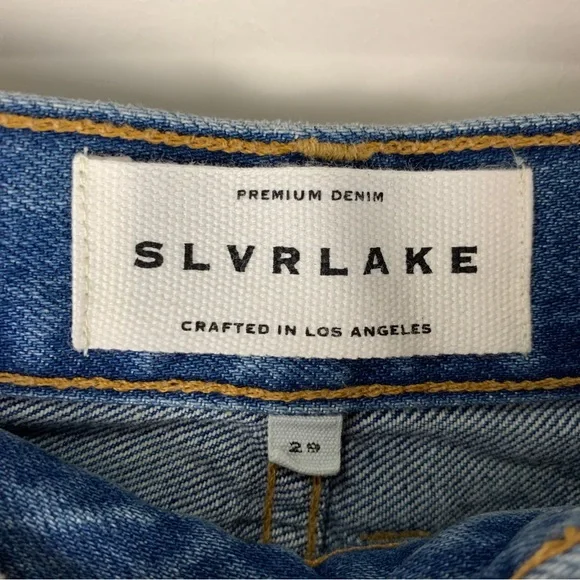 PREMIUM DENIM
SLVRLAKE
CRAFTED IN LOS ANGELES
29